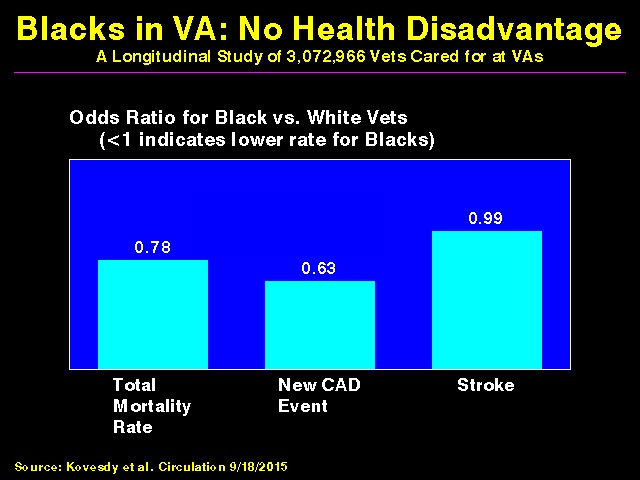 Blacks in VA: No Health Disadvantage
A Longitudinal Study of 3,072,966 Vets Cared for at VAs
Odds Ratio for Black vs. White Vets
(<1 indicates lower rate for Blacks)
0.78
0.63
0.99
Total
Mortality
Rate
New CAD
Event
Stroke
Source: Kovesdy et al. Circulation 9/18/2015